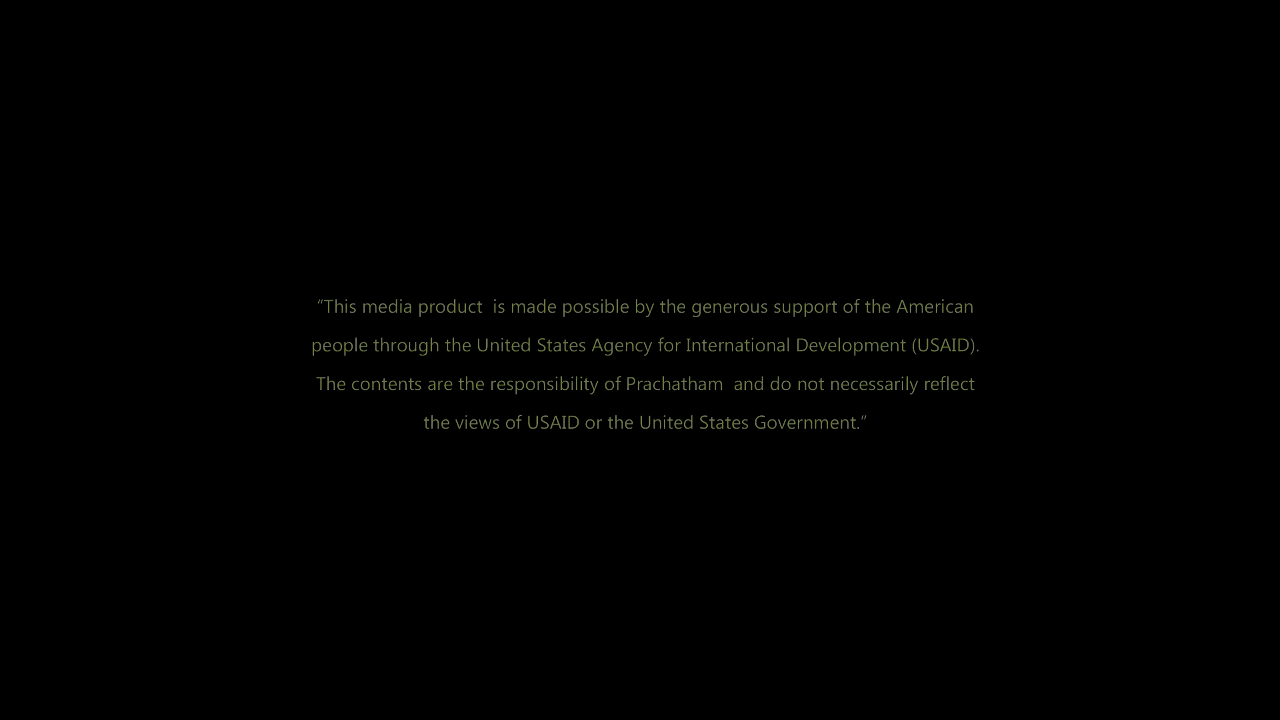 “This media product  is made possible by the generous support of the American
people through the United States Agency for International Development (USAID).
The contents are the responsibility of Prachatham  and do not necessarily reflect
the views of USAID or the United States Government.”